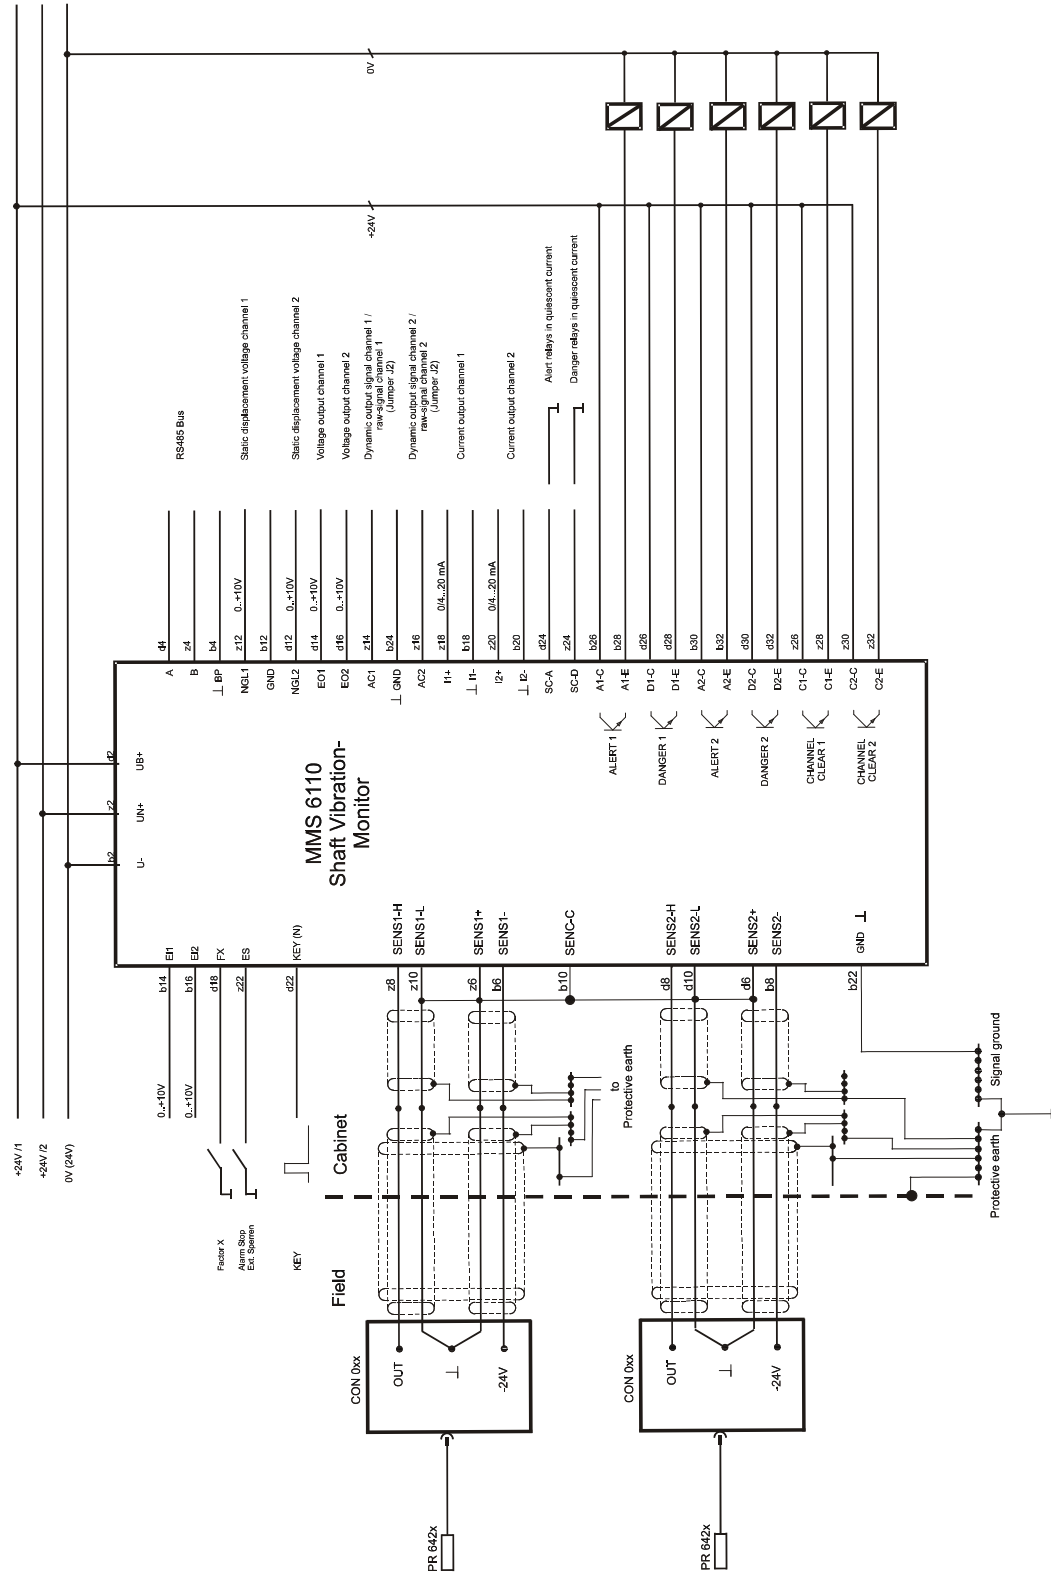 0V
+24V
RS485 Bus
Static displacement voltage channel 1
Static displacement voltage channel 2
Voltage output channel 1
Voltage output channel 2
Dynamic output signal channel 1 /
raw-signal channel 1
(Jumper J2)
Dynamic output signal channel 2 /
raw-signal channel 2
(Jumper J2)
Current output channel 1
Current output channel 2
Alert relays in quiescent current
Danger relays in quiescent current
0..+10V
0..+10V
0..+10V
0..+10V
0/4...20 mA
0/4...20 mA
d4
z4
b4
z12
b12
d12
d14
d16
z14
b24
z16
z18
b18
z20
b20
d24
z24
b26
b28
d26
d28
b30
b32
d30
d32
z26
z28
z30
z32
A
B
BP
NGL1
GND
NGL2
EO1
EO2
AC1
GND
AC2
I1+
I1-
I2+
I2-
SC-A
SC-D
A1-C
A1-E
D1-C
D1-E
A2-C
A2-E
D2-C
D2-E
C1-C
C1-E
C2-C
C2-E
ALERT 1
DANGER 1
ALERT 2
DANGER 2
CHANNEL
CLEAR 1
CHANNEL
CLEAR 2
d2
UB+
z2
UN+
b2
U-
MMS 6110
Shaft Vibration-
Monitor
EI1
EI2
FX
ES
KEY (N)
SENS1-H
SENS1-L
SENS1+
SENS1-
SENC-C
SENS2-H
SENS2-L
SENS2+
SENS2-
GND
b14
b16
d18
z22
d22
z8
z10
z6
b6
b10
d8
d10
d6
b8
b22
0..+10V
0..+10V
+24V /1
+24V /2
0V (24V)
to
Protective earth
Signal ground
Protective earth
Cabinet
Field
Factor X
Alarm Stop
Ext. Sperren
KEY
CON 0xx
OUT
-24V
CON 0xx
OUT
-24V
PR 642x
PR 642x